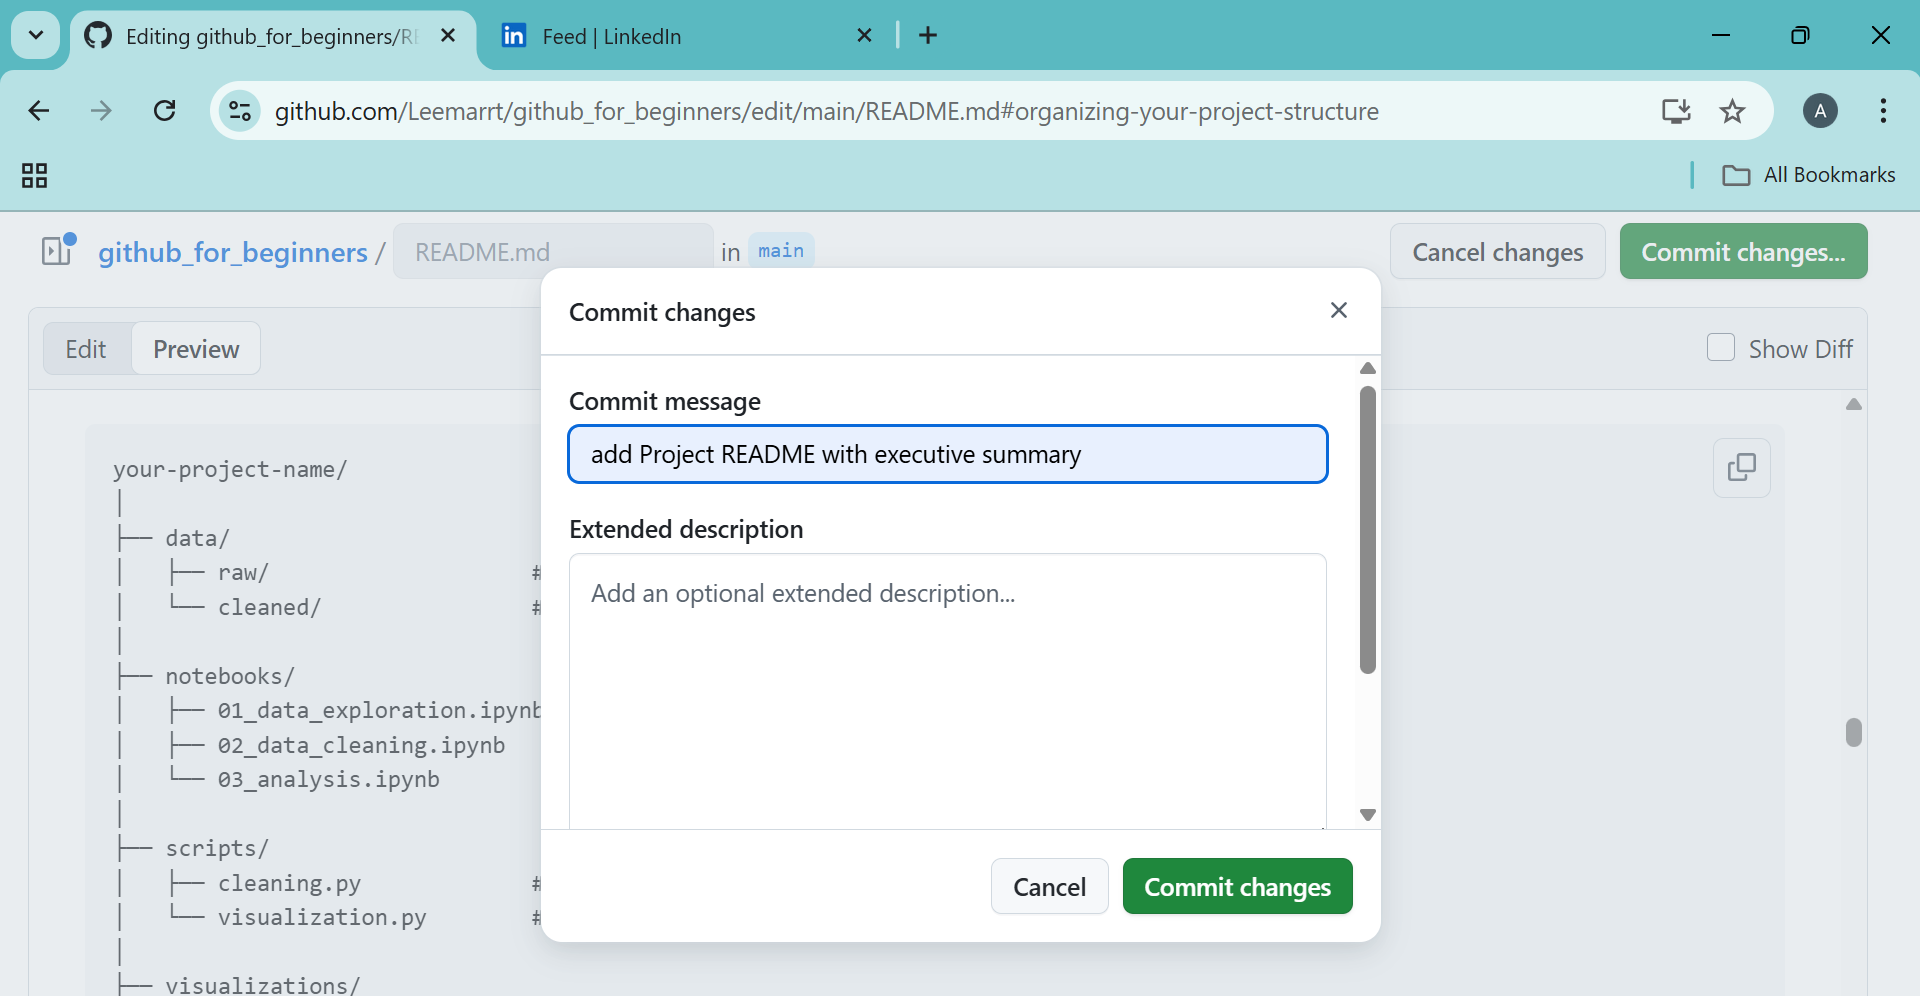 Editing github_for_beginners/RE
Feed | LinkedIn
github.com/Leemarrt/github_for_beginners/edit/main/README.md#organizing-your-project-structure
A
All Bookmarks
github_for_beginners / README.md in main
Cancel changes
Commit changes...
Edit
Preview
Show Diff
your-project-name/
│
├── data/
│   ├── raw/ #
│   └── cleaned/ #
│
├── notebooks/
│   ├── 01_data_exploration.ipynb
│   ├── 02_data_cleaning.ipynb
│   └── 03_analysis.ipynb
│
├── scripts/
│   ├── cleaning.py #
│   └── visualization.py #
│
├── visualizations/
Commit changes
Commit message
add Project README with executive summary
Extended description
Add an optional extended description...
Cancel
Commit changes